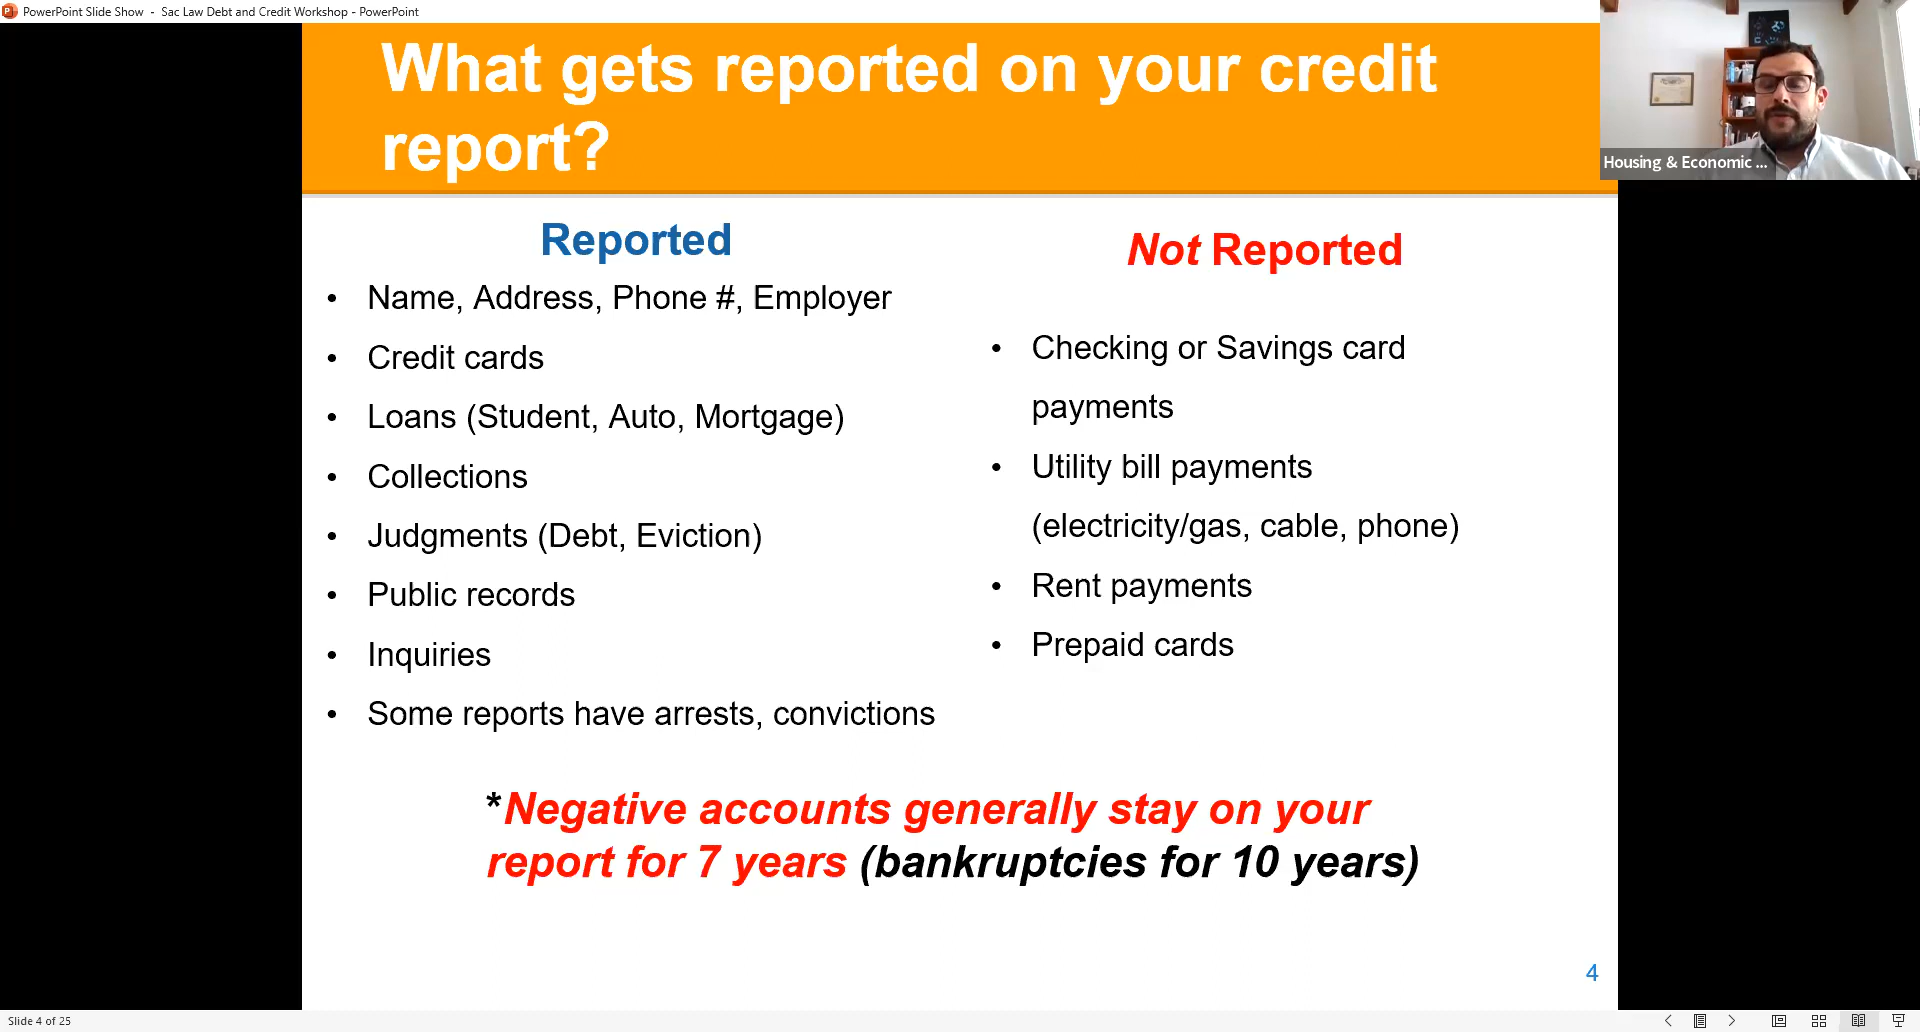 PowerPoint Slide Show - Sac Law Debt and Credit Workshop - PowerPoint
What gets reported on your credit
report?
Housing & Economic ...
Reported
• Name, Address, Phone #, Employer
• Credit cards
• Loans (Student, Auto, Mortgage)
• Collections
• Judgments (Debt, Eviction)
• Public records
• Inquiries
• Some reports have arrests, convictions
Not Reported
• Checking or Savings card
payments
• Utility bill payments
(electricity/gas, cable, phone)
• Rent payments
• Prepaid cards
*Negative accounts generally stay on your
report for 7 years (bankruptcies for 10 years)
4
Slide 4 of 25